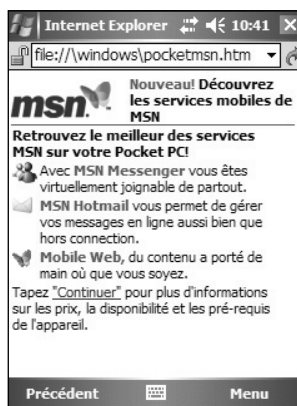 Internet Explorer 10:41
file://\windows\pocketmsn.htm
msn
Nouveau! Découvrez
les services mobiles de
MSN
Retrouvez le meilleur des services
MSN sur votre Pocket PC!
Avec MSN Messenger vous êtes
virtuellement joignable de partout.
MSN Hotmail vous permet de gérer
vos messages en ligne aussi bien que
hors connection.
Mobile Web, du contenu a porté de
main où que vous soyez.
Tapez "Continuer" pour plus d'informations
sur les prix, la disponibilité et les pré-requis
de l'appareil.
Précédent Menu